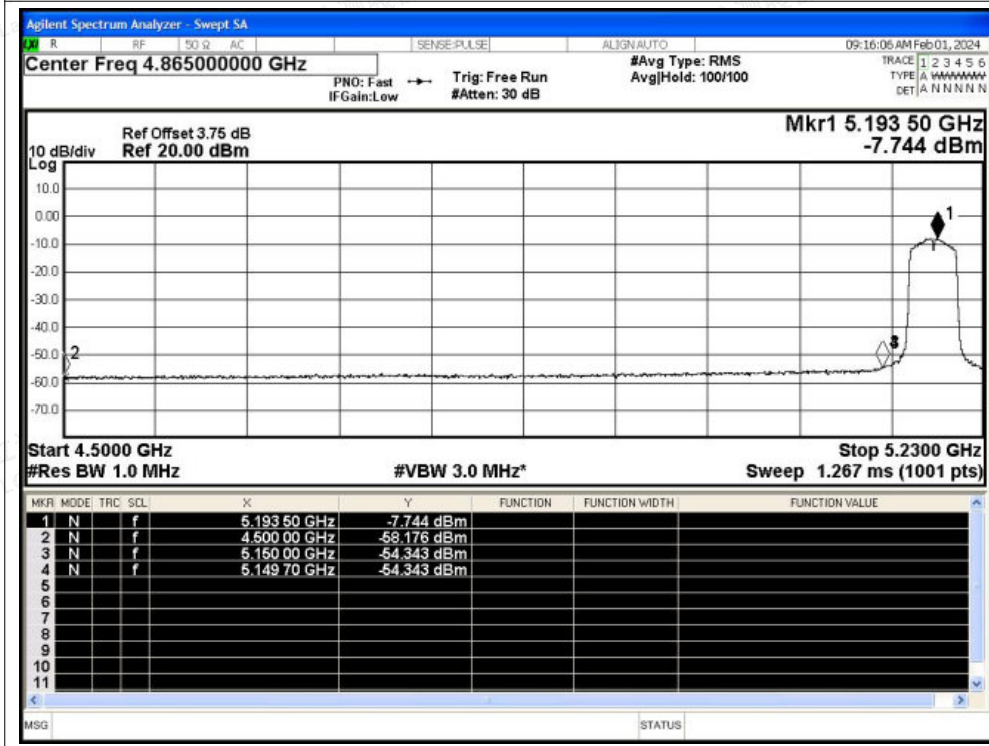 Agilent Spectrum Analyzer - Swept SA
LXI R RF 50 Ω AC SENSE:PULSE ALIGN AUTO 09:16:06 AM Feb 01, 2024
Center Freq 4.865000000 GHz #Avg Type: RMS TRACE 1 2 3 4 5 6
PNO: Fast Trig: Free Run Avg|Hold: 100/100 TYPE A WWWWW
IFGain:Low #Atten: 30 dB DET A N N N N N
Mkr1 5.193 50 GHz
Ref Offset 3.75 dB
10 dB/div Ref 20.00 dBm -7.744 dBm
Log
10.0
0.00
1
-10.0
-20.0
-30.0
-40.0
-50.0
2
-60.0
-70.0
Start 4.5000 GHz Stop 5.2300 GHz
#Res BW 1.0 MHz #VBW 3.0 MHz* Sweep 1.267 ms (1001 pts)
MKR MODE TRC SCL X Y FUNCTION FUNCTION WIDTH FUNCTION VALUE
1 N f 5.193 50 GHz -7.744 dBm
2 N f 4.500 00 GHz -58.176 dBm
3 N f 5.150 00 GHz -54.343 dBm
4 N f 5.149 70 GHz -54.343 dBm
5
6
7
8
9
10
11
MSG STATUS